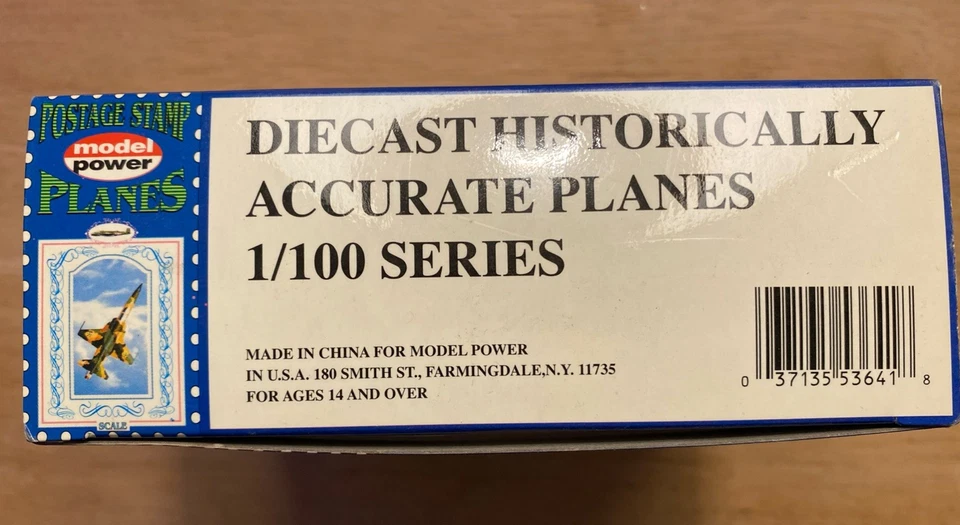 POSTAGE STAMP
model
power
PLANES
SCALE
DIECAST HISTORICALLY
ACCURATE PLANES
1/100 SERIES
MADE IN CHINA FOR MODEL POWER
IN U.S.A. 180 SMITH ST., FARMINGDALE,N.Y. 11735
FOR AGES 14 AND OVER
0 37135 53641 8